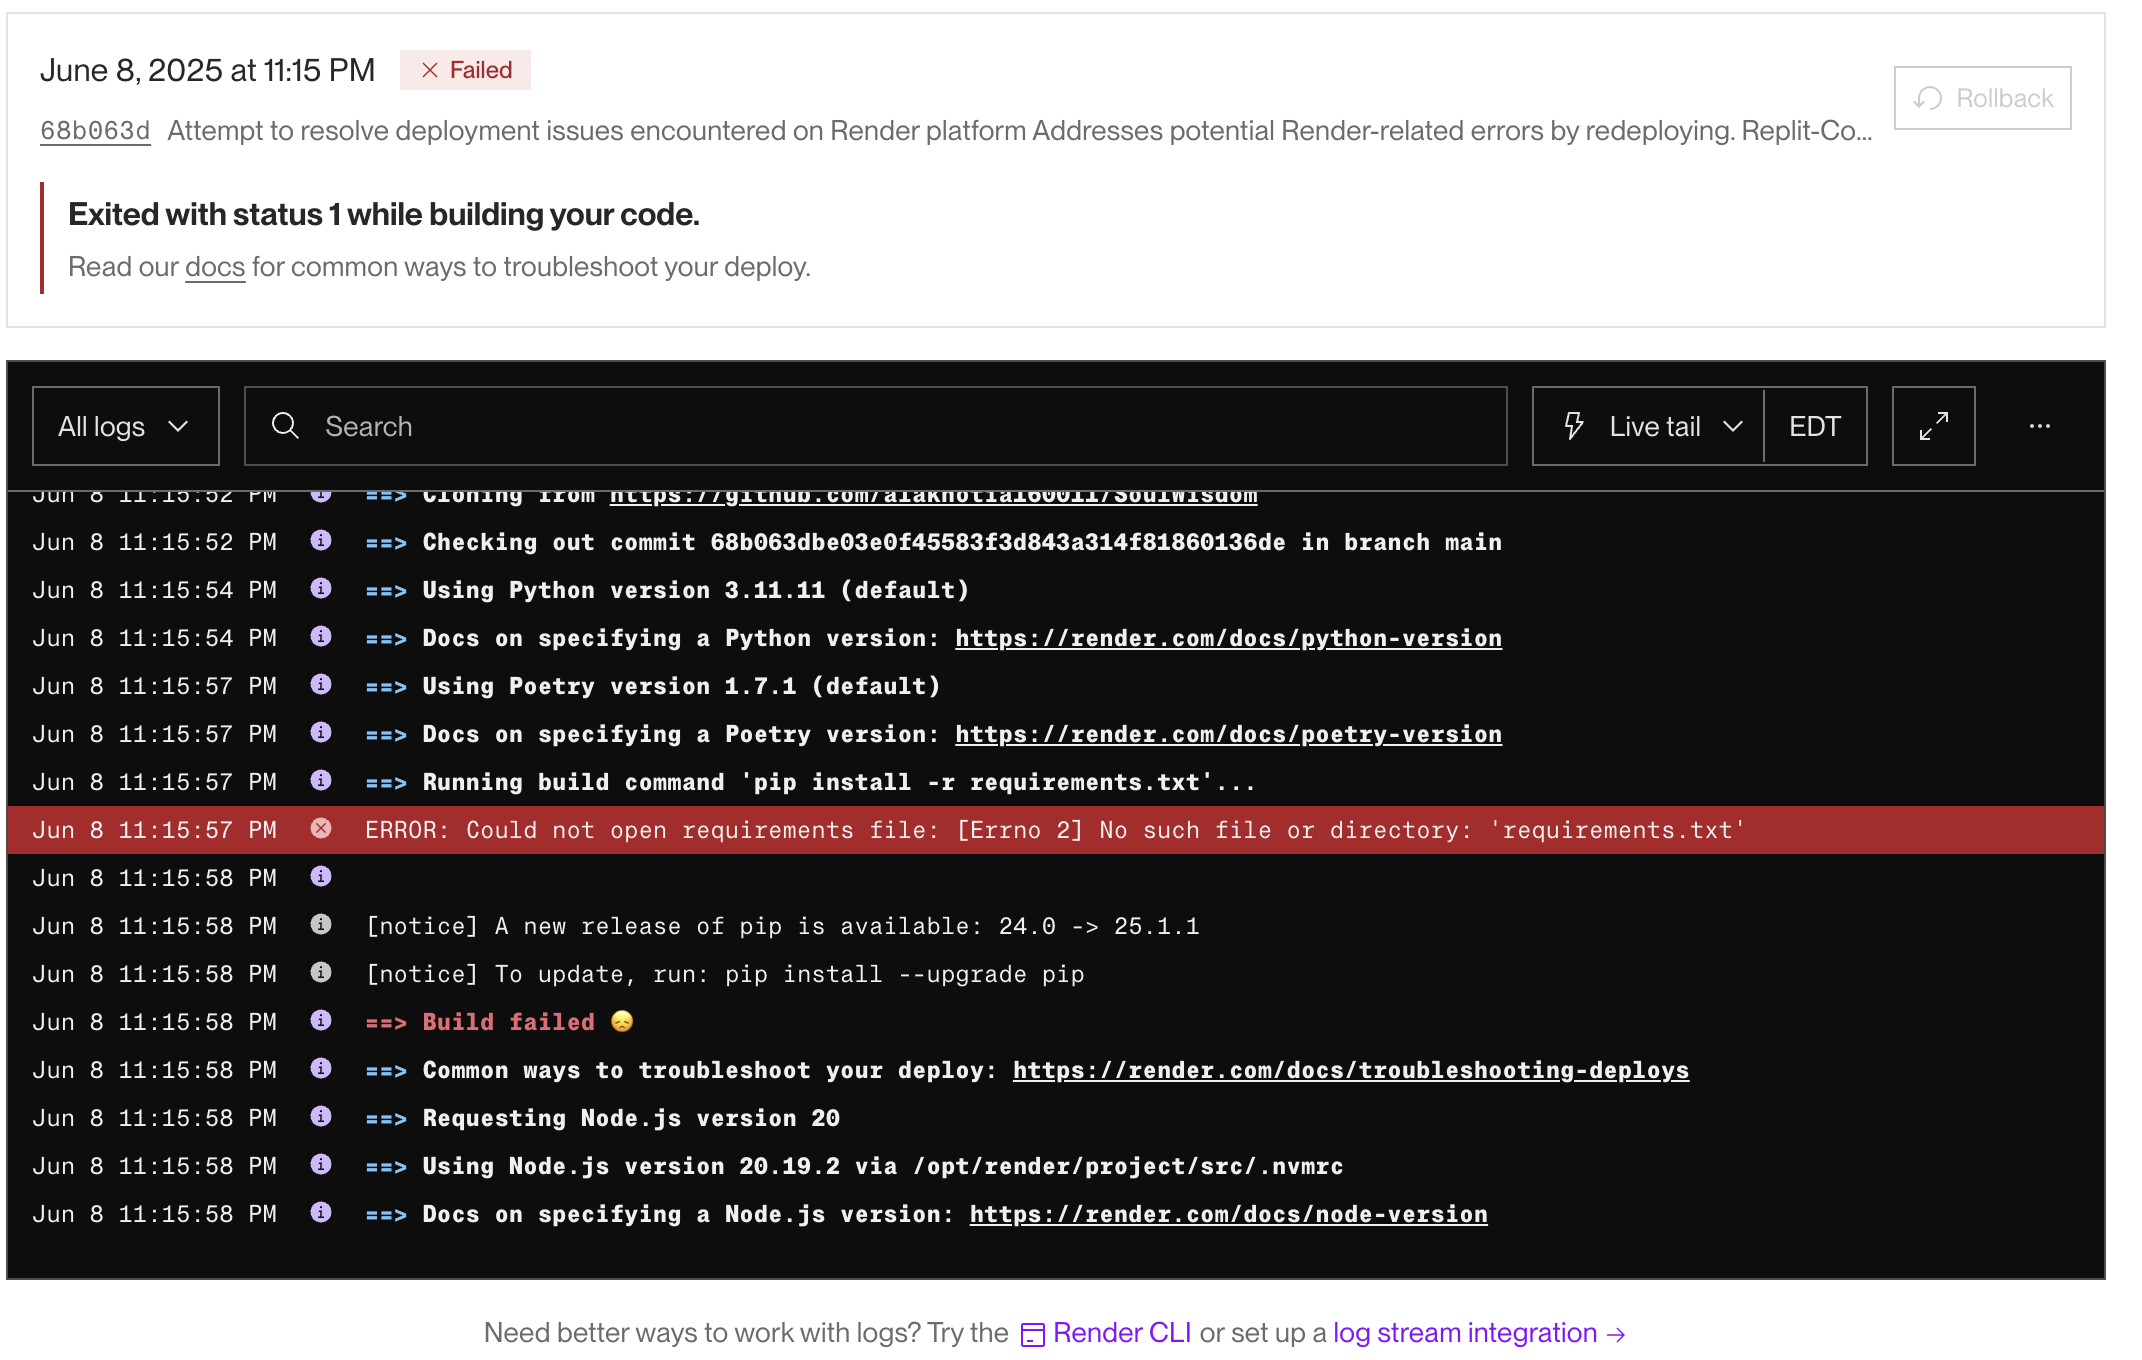 June 8, 2025 at 11:15 PM Failed
Rollback
68b063d Attempt to resolve deployment issues encountered on Render platform Addresses potential Render-related errors by redeploying. Replit-Co...
Exited with status 1 while building your code.
Read our docs for common ways to troubleshoot your deploy.
All logs Search Live tail EDT
Jun 8 11:15:52 PM ==> Cloning from https://github.com/alakhotia160011/SoulWisdom
Jun 8 11:15:52 PM ==> Checking out commit 68b063dbe03e0f45583f3d843a314f81860136de in branch main
Jun 8 11:15:54 PM ==> Using Python version 3.11.11 (default)
Jun 8 11:15:54 PM ==> Docs on specifying a Python version: https://render.com/docs/python-version
Jun 8 11:15:57 PM ==> Using Poetry version 1.7.1 (default)
Jun 8 11:15:57 PM ==> Docs on specifying a Poetry version: https://render.com/docs/poetry-version
Jun 8 11:15:57 PM ==> Running build command 'pip install -r requirements.txt'...
Jun 8 11:15:57 PM ERROR: Could not open requirements file: [Errno 2] No such file or directory: 'requirements.txt'
Jun 8 11:15:58 PM
Jun 8 11:15:58 PM [notice] A new release of pip is available: 24.0 -> 25.1.1
Jun 8 11:15:58 PM [notice] To update, run: pip install --upgrade pip
Jun 8 11:15:58 PM ==> Build failed 😞
Jun 8 11:15:58 PM ==> Common ways to troubleshoot your deploy: https://render.com/docs/troubleshooting-deploys
Jun 8 11:15:58 PM ==> Requesting Node.js version 20
Jun 8 11:15:58 PM ==> Using Node.js version 20.19.2 via /opt/render/project/src/.nvmrc
Jun 8 11:15:58 PM ==> Docs on specifying a Node.js version: https://render.com/docs/node-version
Need better ways to work with logs? Try the Render CLI or set up a log stream integration →